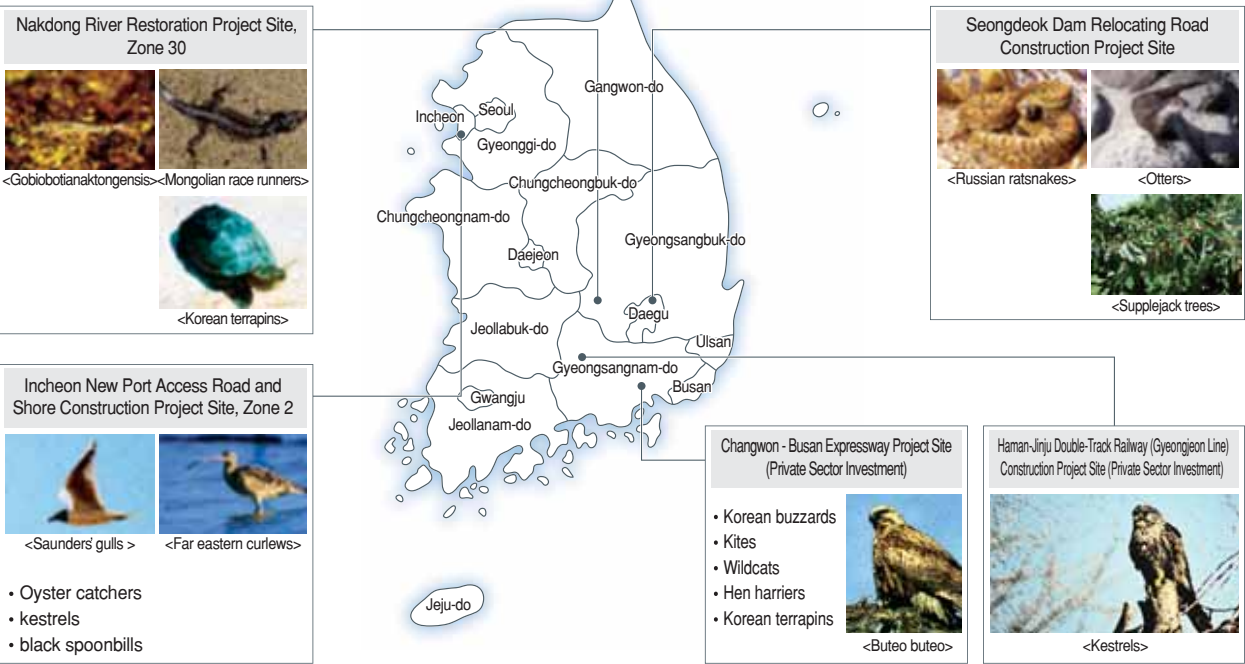 Nakdong River Restoration Project Site,
Zone 30
<Gobiobotianaktongensis>
<Mongolian race runners>
<Korean terrapins>
Seongdeok Dam Relocating Road
Construction Project Site
<Russian ratsnakes>
<Otters>
<Supplejack trees>
Gangwon-do
Incheon
Seoul
Gyeonggi-do
Chungcheongbuk-do
Chungcheongnam-do
Gyeongsangbuk-do
Daejeon
Daegu
Jeollabuk-do
Ulsan
Gyeongsangnam-do
Busan
Gwangju
Jeollanam-do
Jeju-do
Incheon New Port Access Road and
Shore Construction Project Site, Zone 2
<Saunders' gulls >
<Far eastern curlews>
• Oyster catchers
• kestrels
• black spoonbills
Changwon - Busan Expressway Project Site
(Private Sector Investment)
• Korean buzzards
• Kites
• Wildcats
• Hen harriers
• Korean terrapins
<Buteo buteo>
Haman-Jinju Double-Track Railway (Gyeongjeon Line)
Construction Project Site (Private Sector Investment)
<Kestrels>